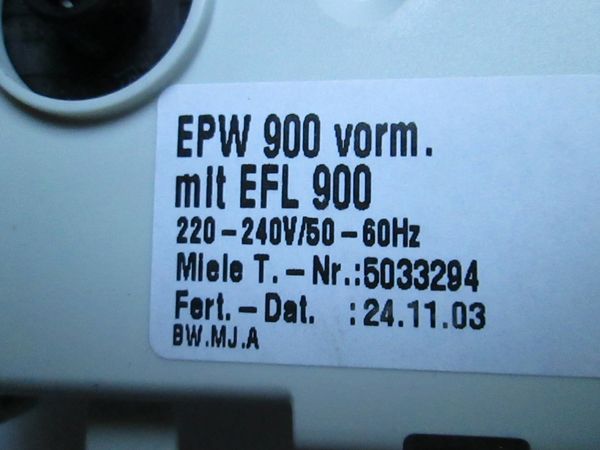 EPW 900 vorm.
mit EFL 900
220-240V/50-60Hz
Miele T.-Nr.:5033294
Fert.-Dat. :24.11.03
BW.MJ.A